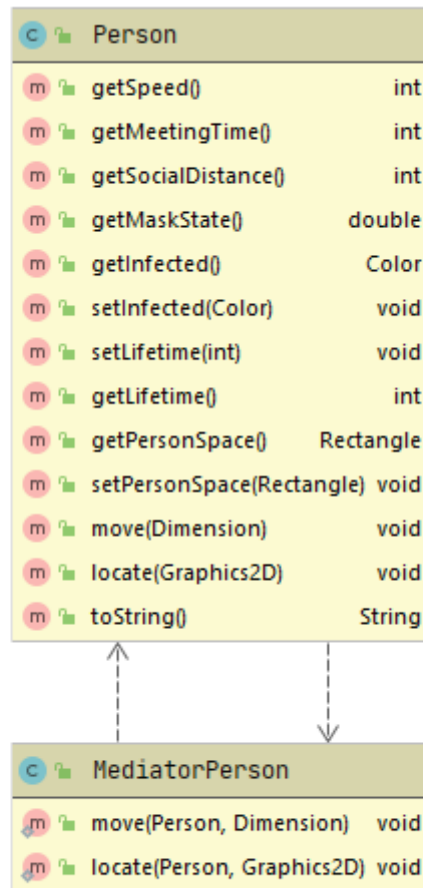 C Person
m getSpeed() int
m getMeetingTime() int
m getSocialDistance() int
m getMaskState() double
m getInfected() Color
m setInfected(Color) void
m setLifetime(int) void
m getLifetime() int
m getPersonSpace() Rectangle
m setPersonSpace(Rectangle) void
m move(Dimension) void
m locate(Graphics2D) void
m toString() String
C MediatorPerson
m move(Person, Dimension) void
m locate(Person, Graphics2D) void